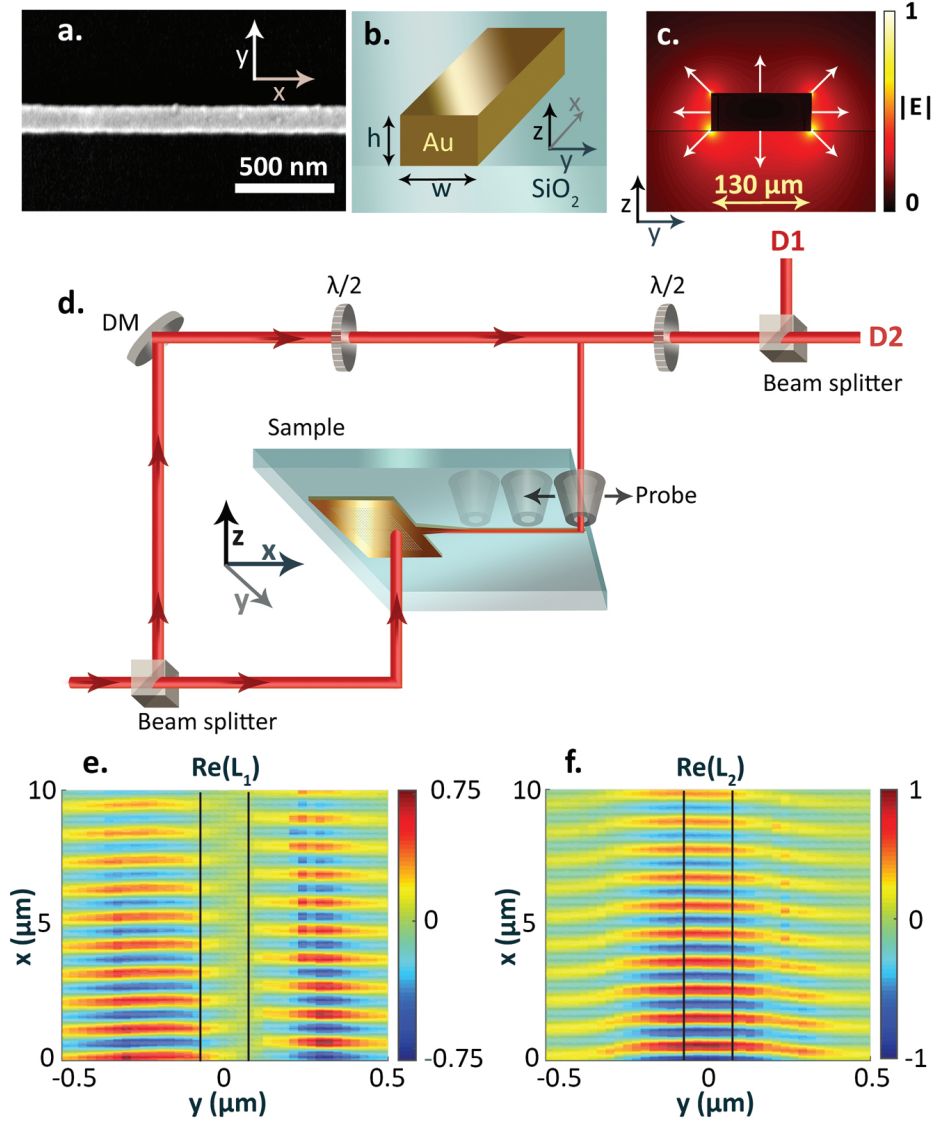 a.
y
x
500 nm
b.
h
Au
w
x
z
y
SiO2
c.
1
|E|
0
130 μm
z
y
d.
D1
λ/2
λ/2
DM
D2
Beam splitter
Sample
Probe
z
x
y
Beam splitter
e.
Re(L1)
10
5
0
x (μm)
-0.5
0
0.5
y (μm)
0.75
0
-0.75
f.
Re(L2)
10
5
0
x (μm)
-0.5
0
0.5
y (μm)
1
0
-1